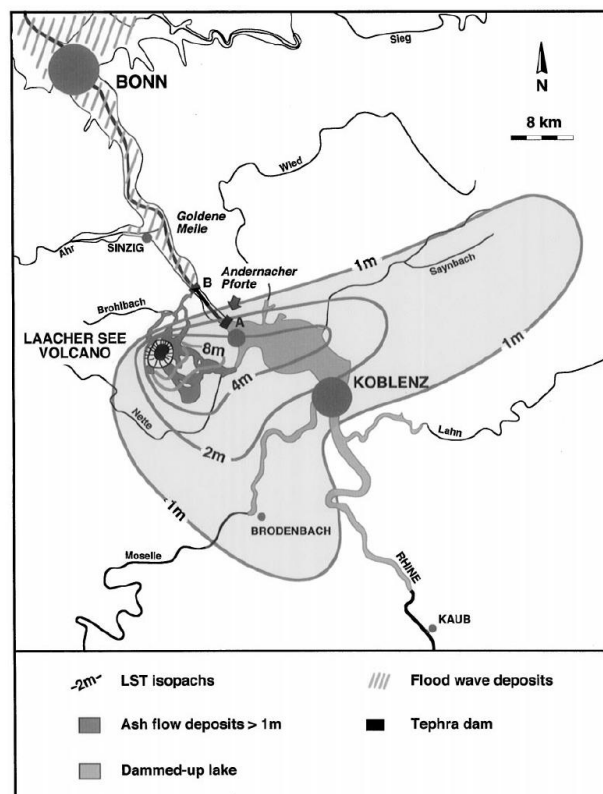 Sieg
BONN
N
8 km
Wied
Goldene
Meile
Ahr
SINZIG
B
Andernacher
Pforte
1m
Saynbach
Brohlbach
A
LAACHER SEE
VOLCANO
8m
1m
4m
KOBLENZ
Nette
Lahn
2m
1m
BRODENBACH
Moselle
RHINE
KAUB
-2m-
LST isopachs
Flood wave deposits
Ash flow deposits > 1m
Tephra dam
Dammed-up lake